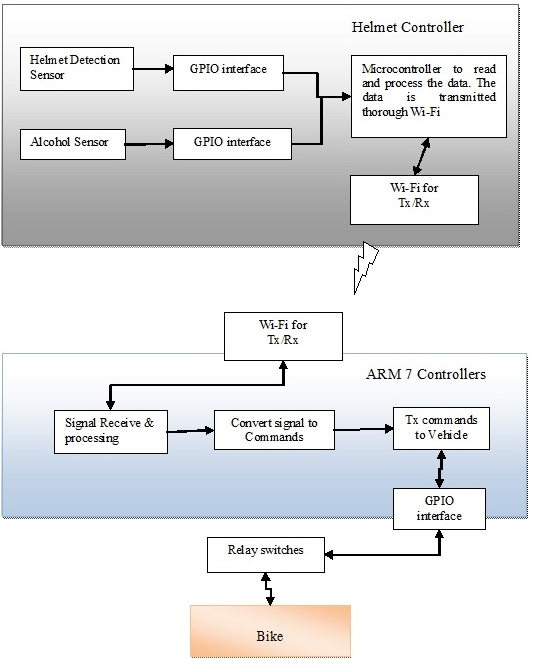 Helmet Controller
Helmet Detection
Sensor
GPIO interface
Microcontroller to read
and process the data. The
data is transmitted
thorough Wi-Fi
Alcohol Sensor
GPIO interface
Wi-Fi for
Tx/Rx
Wi-Fi for
Tx/Rx
ARM 7 Controllers
Signal Receive &
processing
Convert signal to
Commands
Tx commands
to Vehicle
GPIO
interface
Relay switches
Bike